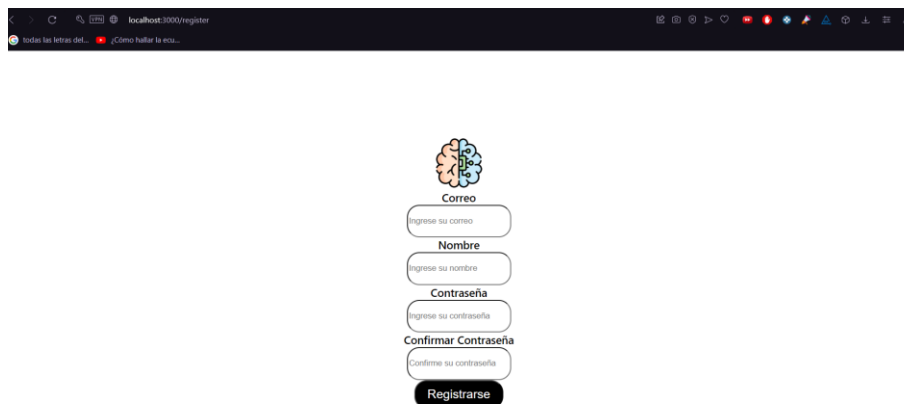 VPN localhost:3000/register
todas las letras del... ¿Cómo hallar la ecu...
Correo
Ingrese su correo
Nombre
Ingrese su nombre
Contraseña
Ingrese su contraseña
Confirmar Contraseña
Confirme su contraseña
Registrarse